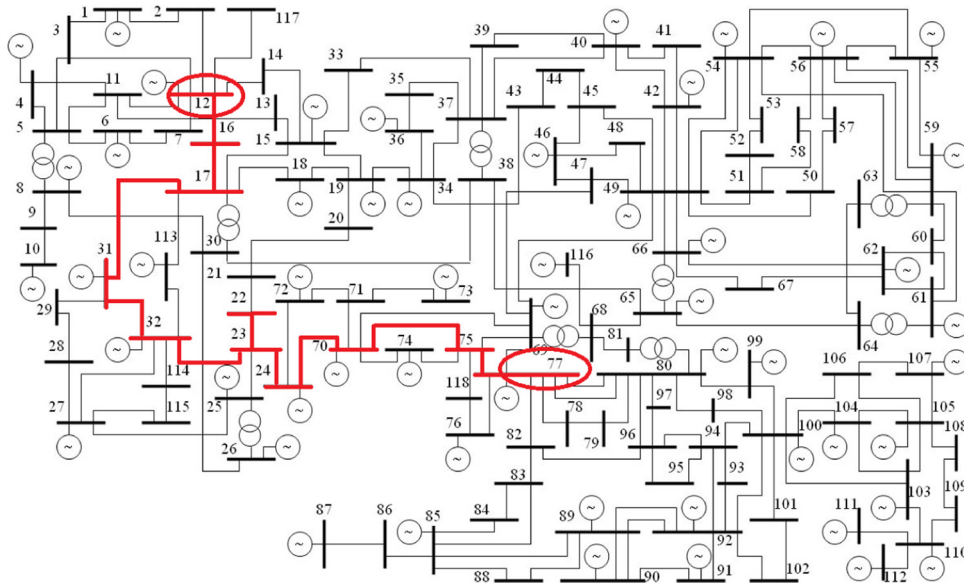 1 2 117
3 14 33 39 40 41
11 35 44 54 56 55
4 12 13 37 43 45 42 53
5 6 7 16 15 36 46 48 52 58 57 59
17 18 19 34 38 47 49 51 50 63
8 20
9 30 66 62 60
10 31 113 21 116 67 61
29 22 72 71 73 68 65
32 23 70 74 75 69 81 64
28 24 77 80 99 106 107
114 118 97 98 104 105
27 115 25 76 78 79 96 94 100 108
26 82 95 93 103 109
83 101 111
87 86 85 84 89 92 110
88 90 91 102 112
~ ~ ~ ~ ~ ~ ~ ~ ~ ~ ~ ~ ~ ~ ~ ~ ~ ~ ~ ~ ~ ~ ~ ~ ~ ~ ~ ~ ~ ~ ~ ~ ~ ~ ~ ~ ~ ~ ~ ~ ~ ~ ~ ~ ~ ~ ~ ~ ~ ~ ~ ~ ~ ~